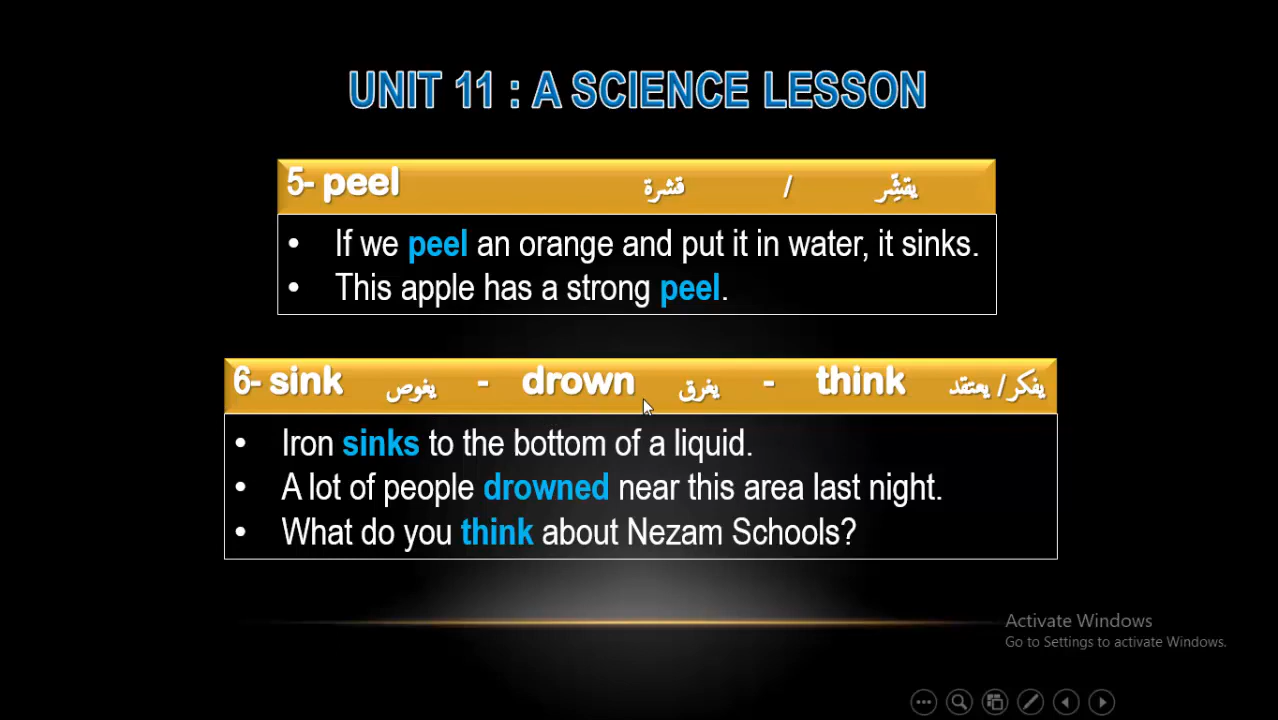 UNIT 11 : A SCIENCE LESSON
5- peel قشرة / يقشِّر
• If we peel an orange and put it in water, it sinks.
• This apple has a strong peel.
6- sink يغوص - drown يغرق - think يفكر/ يعتقد
• Iron sinks to the bottom of a liquid.
• A lot of people drowned near this area last night.
• What do you think about Nezam Schools?
Activate Windows
Go to Settings to activate Windows.